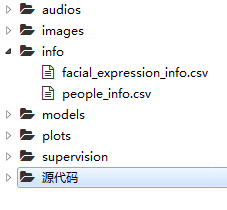 audios
images
info
facial_expression_info.csv
people_info.csv
models
plots
supervision
源代码